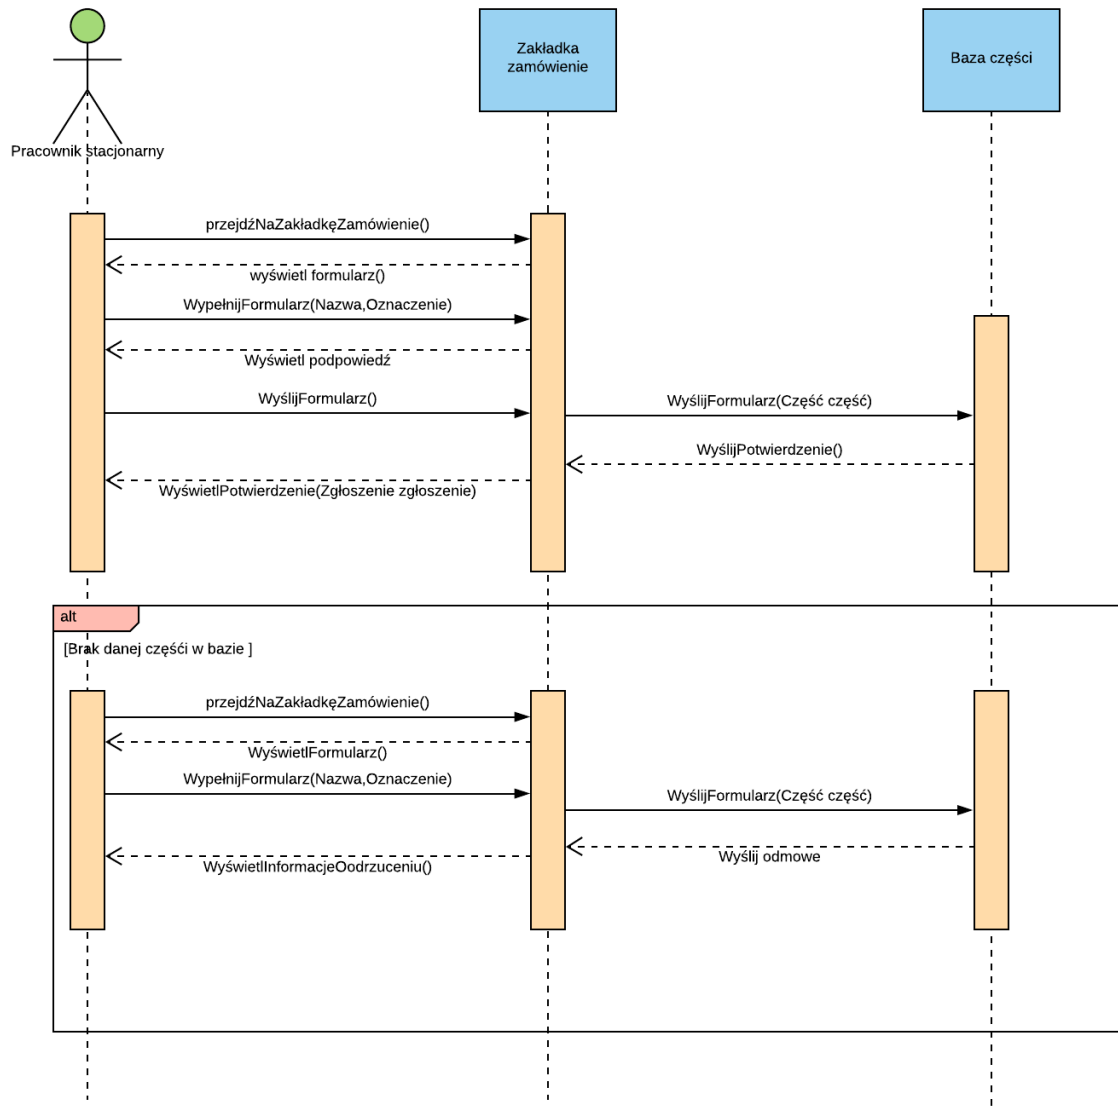 Zakładka
zamówienie
Baza części
Pracownik stacjonarny
przejdźNaZakładkęZamówienie()
wyświetl formularz()
WypełnijFormularz(Nazwa,Oznaczenie)
Wyświetl podpowiedź
WyślijFormularz()
WyślijFormularz(Część część)
WyślijPotwierdzenie()
WyświetlPotwierdzenie(Zgłoszenie zgłoszenie)
alt
[Brak danej częśći w bazie ]
przejdźNaZakładkęZamówienie()
WyświetlFormularz()
WypełnijFormularz(Nazwa,Oznaczenie)
WyślijFormularz(Część część)
Wyślij odmowe
WyświetlInformacjeOodrzuceniu()